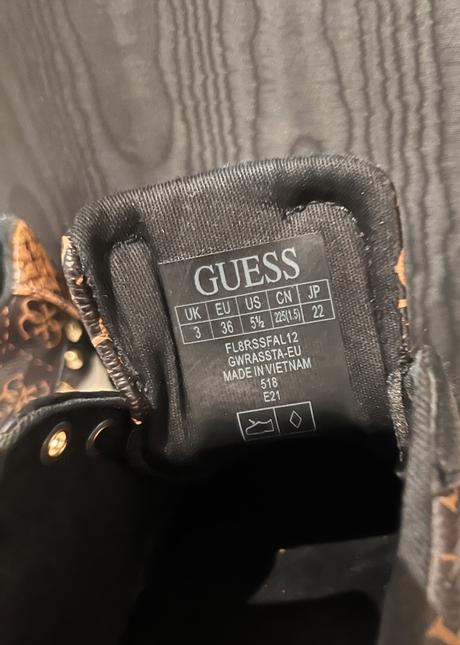 GUESS
UK EU US CN JP
3 36 5½ 225(1.5) 22
FL8RSSFAL12
GWRASSTA-EU
MADE IN VIETNAM
518
E21